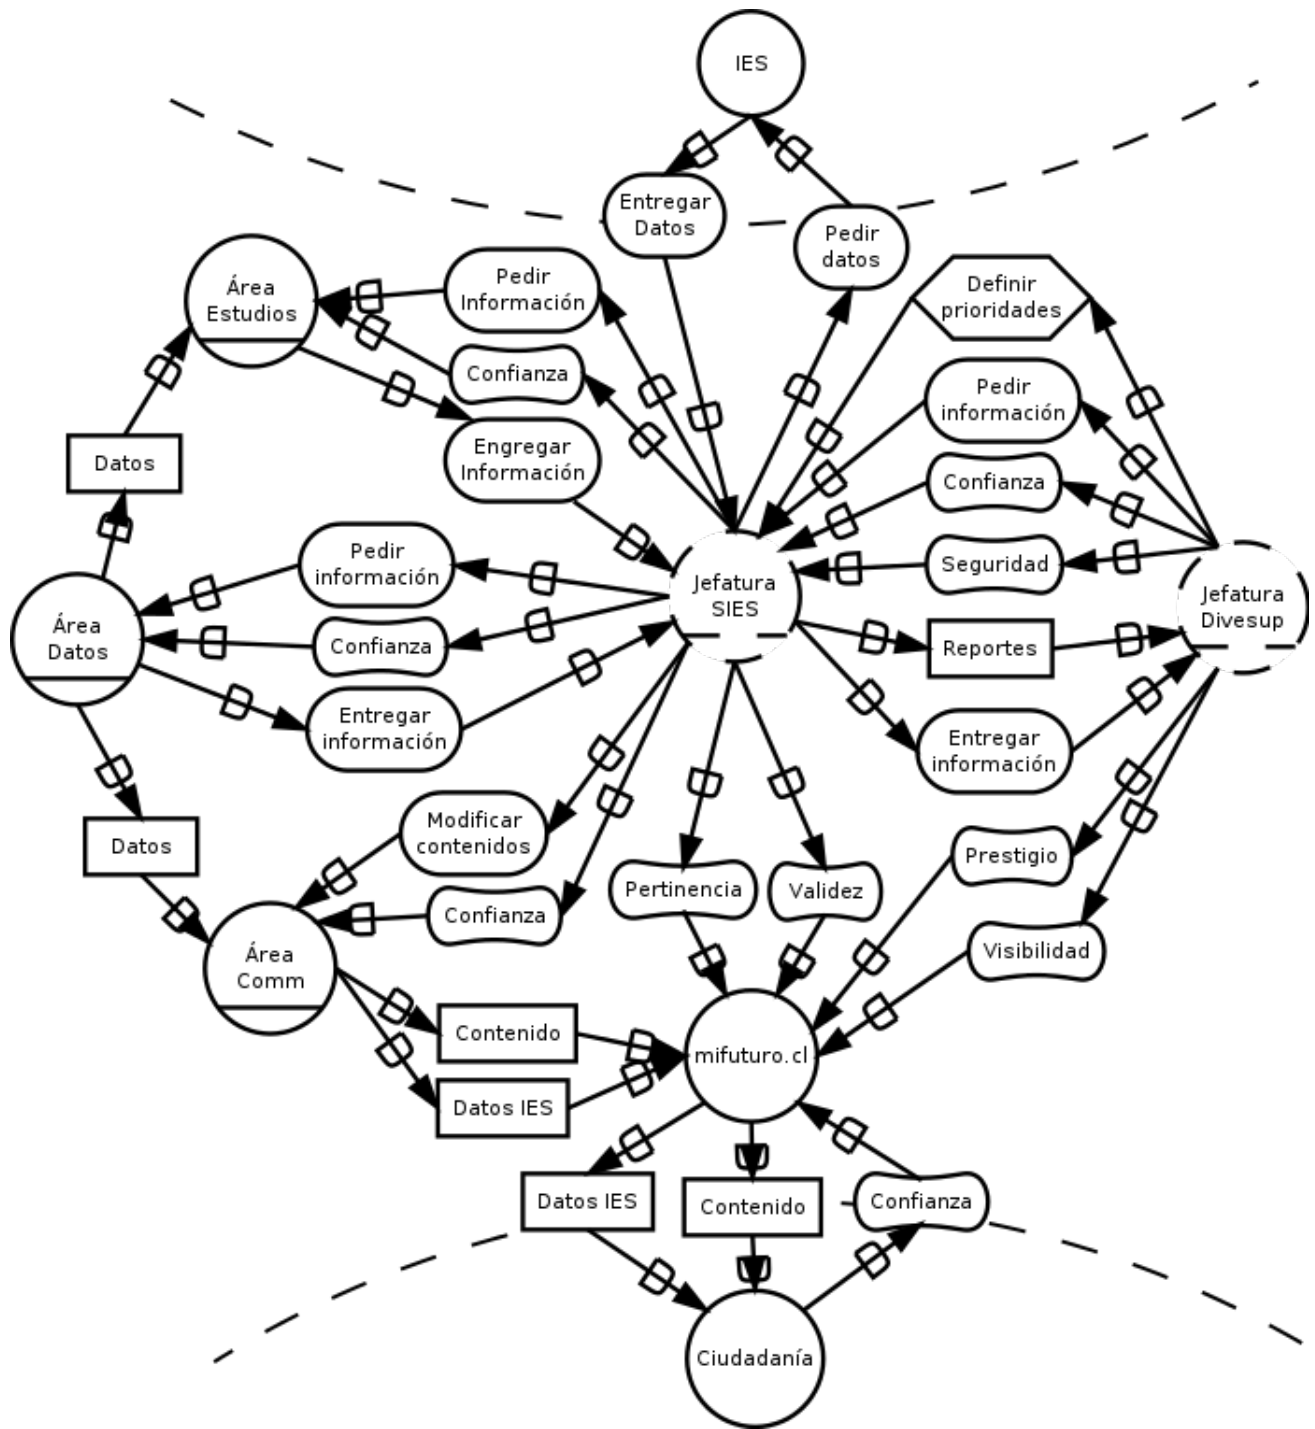 IES
Entregar
Datos
Pedir
datos
Área
Estudios
Pedir
Información
Definir
prioridades
Confianza
Pedir
información
Datos
Engregar
Información
Confianza
Pedir
información
Jefatura
SIES
Seguridad
Jefatura
Divesup
Área
Datos
Confianza
Reportes
Entregar
información
Entregar
información
Datos
Modificar
contenidos
Pertinencia
Validez
Prestigio
Confianza
Visibilidad
Área
Comm
Contenido
mifuturo.cl
Datos IES
Datos IES
Contenido
Confianza
Ciudadanía